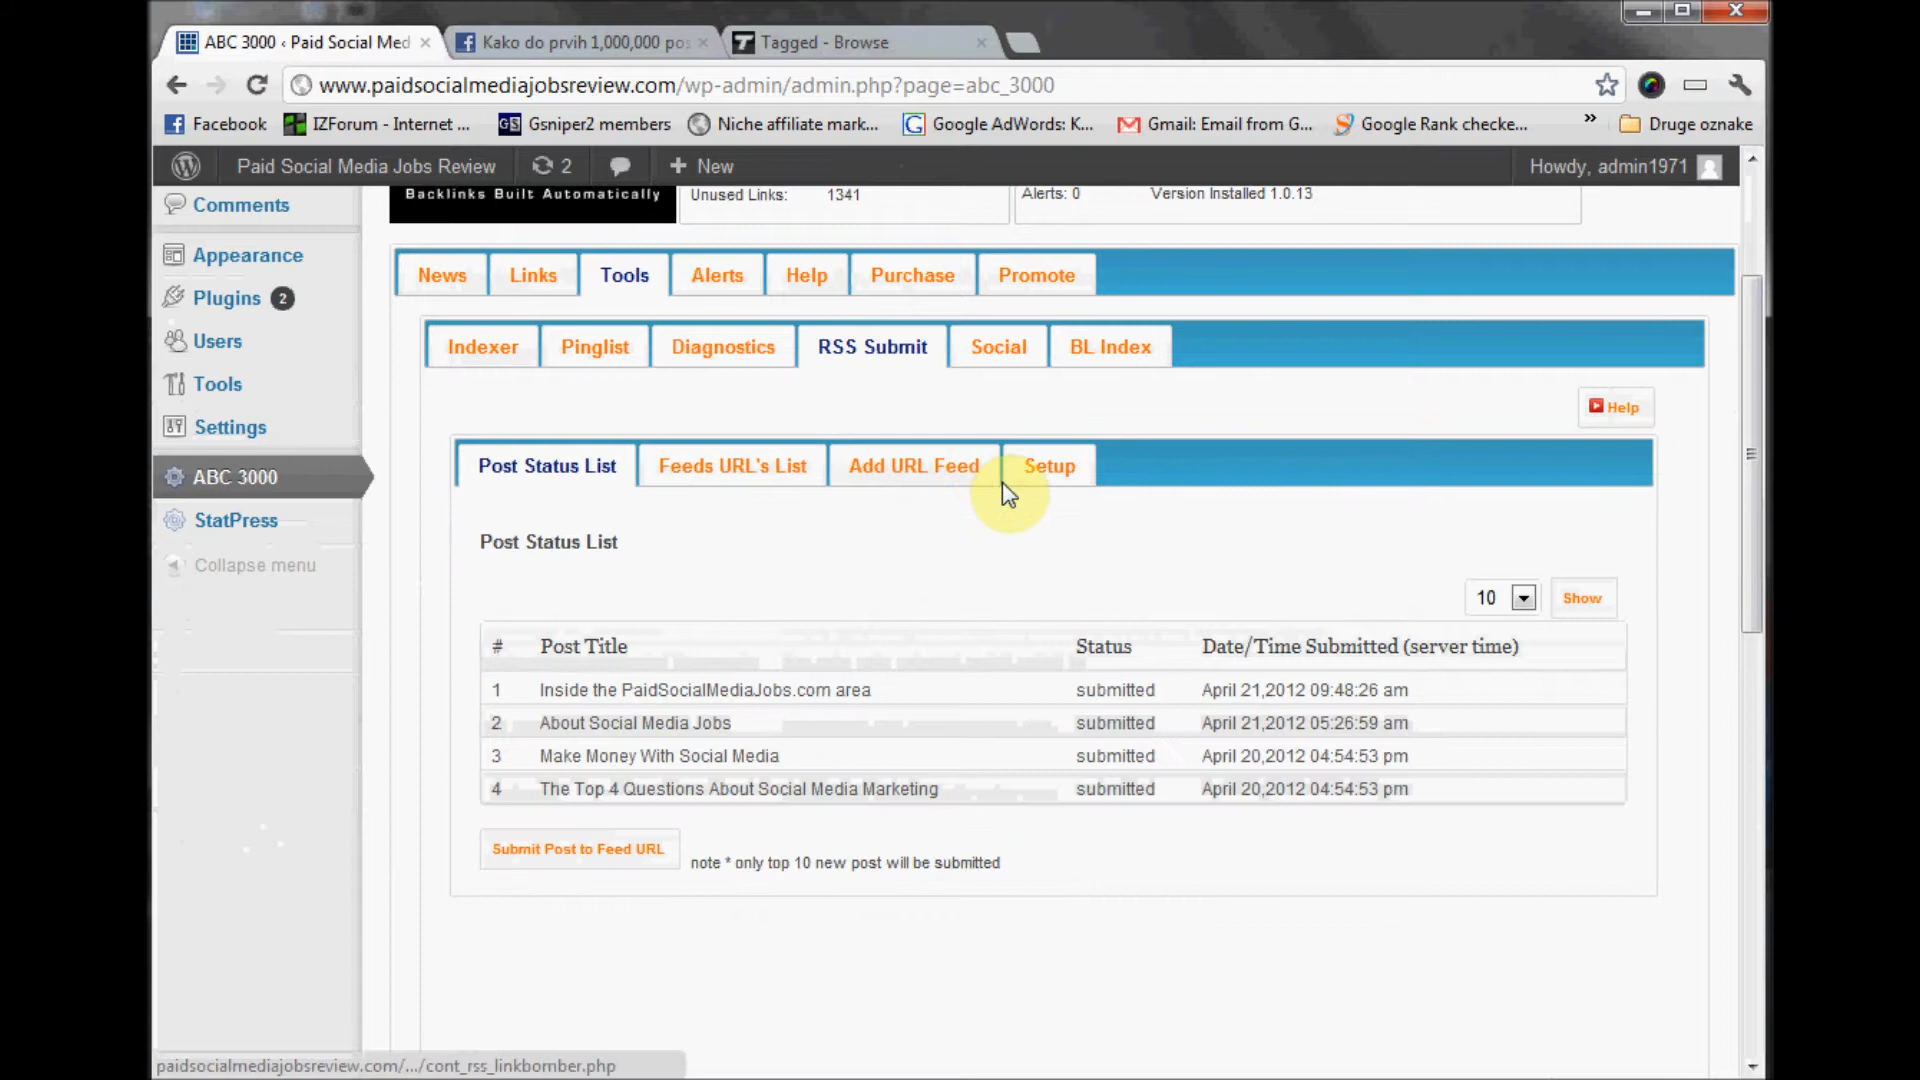 ABC 3000 ‹ Paid Social Med
Kako do prvih 1,000,000 pos
Tagged - Browse
www.paidsocialmediajobsreview.com/wp-admin/admin.php?page=abc_3000
Facebook
IZForum - Internet ...
Gsniper2 members
Niche affiliate mark...
Google AdWords: K...
Gmail: Email from G...
Google Rank checke...
»
Druge oznake
Paid Social Media Jobs Review
2
+ New
Howdy, admin1971
Comments
Appearance
Plugins 2
Users
Tools
Settings
ABC 3000
StatPress
Collapse menu
Backlinks Built Automatically
Unused Links: 1341
Alerts: 0
Version Installed 1.0.13
News
Links
Tools
Alerts
Help
Purchase
Promote
Indexer
Pinglist
Diagnostics
RSS Submit
Social
BL Index
Help
Post Status List
Feeds URL's List
Add URL Feed
Setup
Post Status List
10
Show
# Post Title Status Date/Time Submitted (server time)
1 Inside the PaidSocialMediaJobs.com area submitted April 21,2012 09:48:26 am
2 About Social Media Jobs submitted April 21,2012 05:26:59 am
3 Make Money With Social Media submitted April 20,2012 04:54:53 pm
4 The Top 4 Questions About Social Media Marketing submitted April 20,2012 04:54:53 pm
Submit Post to Feed URL
note * only top 10 new post will be submitted
paidsocialmediajobsreview.com/.../cont_rss_linkbomber.php